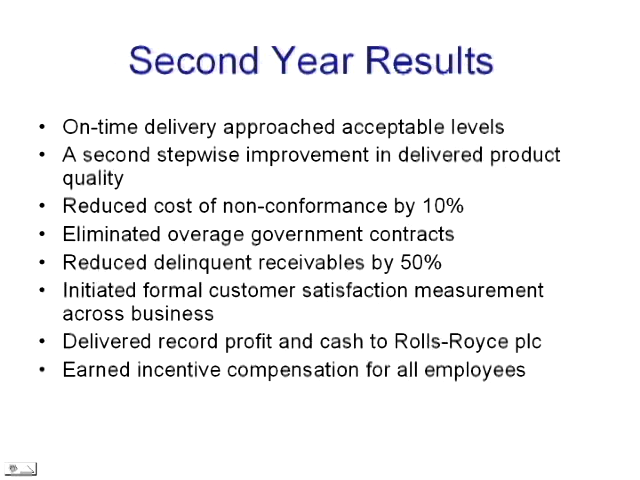 Second Year Results
• On-time delivery approached acceptable levels
• A second stepwise improvement in delivered product
quality
• Reduced cost of non-conformance by 10%
• Eliminated overage government contracts
• Reduced delinquent receivables by 50%
• Initiated formal customer satisfaction measurement
across business
• Delivered record profit and cash to Rolls-Royce plc
• Earned incentive compensation for all employees